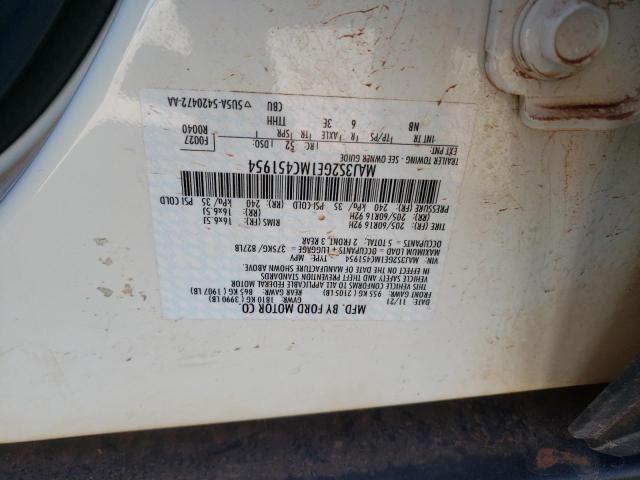 MFD. BY FORD MOTOR CO
DATE: 11/21 GVWR: 1810 KG ( 3990 LB)
FRONT GAWR: 955 KG ( 2105 LB) REAR GAWR: 865 KG ( 1907 LB)
THIS VEHICLE CONFORMS TO ALL APPLICABLE FEDERAL MOTOR
VEHICLE SAFETY STANDARDS
IN EFFECT ON THE DATE OF MANUFACTURE SHOWN ABOVE.
VIN: MAJ3S2GE1MC451954 TYPE: MPV
MAXIMUM LOAD = OCCUPANTS + LUGGAGE = 375KG/ 827LB
OCCUPANTS = 5 TOTAL: 2 FRONT 3 REAR
TIRE (FR): 205/60R16 92H RIMS (FR): 16x6.5J
(RR): 205/60R16 92H (RR): 16x6.5J
PRESSURE (FR): 240 kPa/ 35 PSI COLD (RR): 240 kPa/ 35 PSI COLD
MAJ3S2GE1MC451954
TRAILER TOWING - SEE OWNER GUIDE
EXT PNT: RC: 52 DSO: F0027
R0040
INT TR TP/PS R AXLE TR SPR
NB 6 3E TTHH
CBU
5U5A-5420472-AA